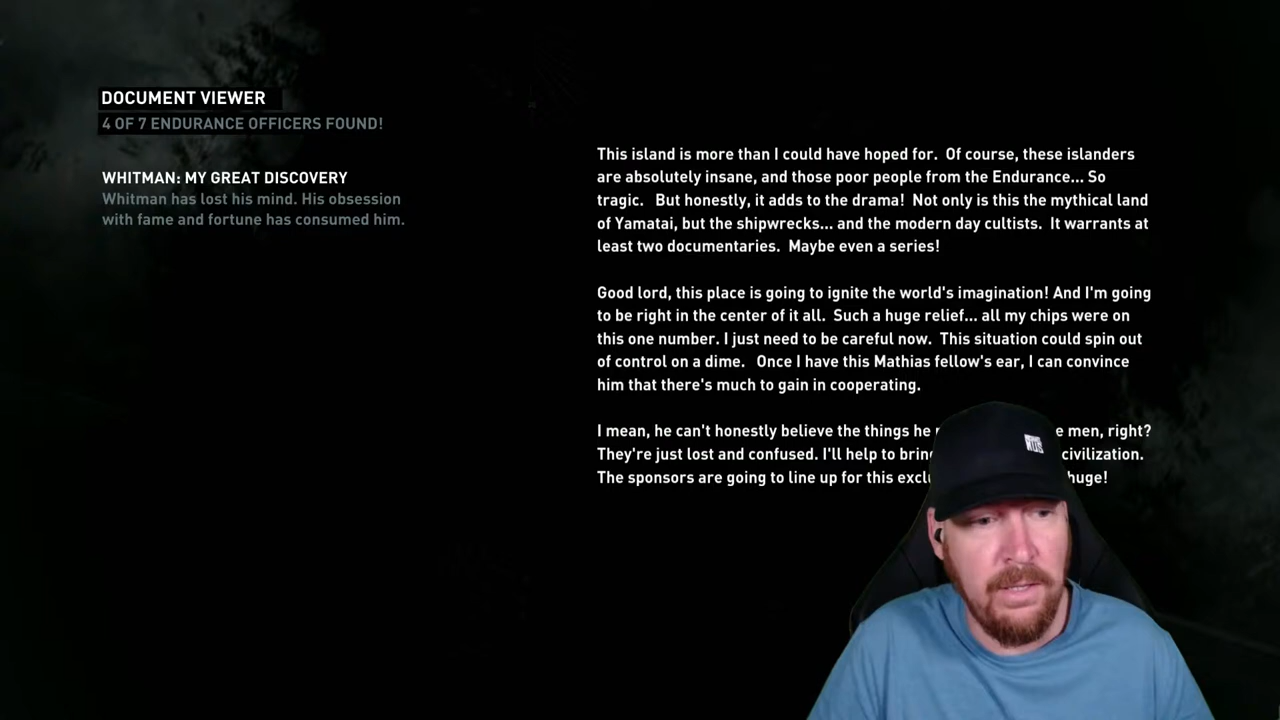 DOCUMENT VIEWER
4 OF 7 ENDURANCE OFFICERS FOUND!
WHITMAN: MY GREAT DISCOVERY
Whitman has lost his mind. His obsession
with fame and fortune has consumed him.
This island is more than I could have hoped for. Of course, these islanders
are absolutely insane, and those poor people from the Endurance... So
tragic. But honestly, it adds to the drama! Not only is this the mythical land
of Yamatai, but the shipwrecks... and the modern day cultists. It warrants at
least two documentaries. Maybe even a series!
Good lord, this place is going to ignite the world's imagination! And I'm going
to be right in the center of it all. Such a huge relief... all my chips were on
this one number. I just need to be careful now. This situation could spin out
of control on a dime. Once I have this Mathias fellow's ear, I can convince
him that there's much to gain in cooperating.
I mean, he can't honestly believe the things he men, right?
They're just lost and confused. I'll help to civilization.
The sponsors are going to line up for this huge!